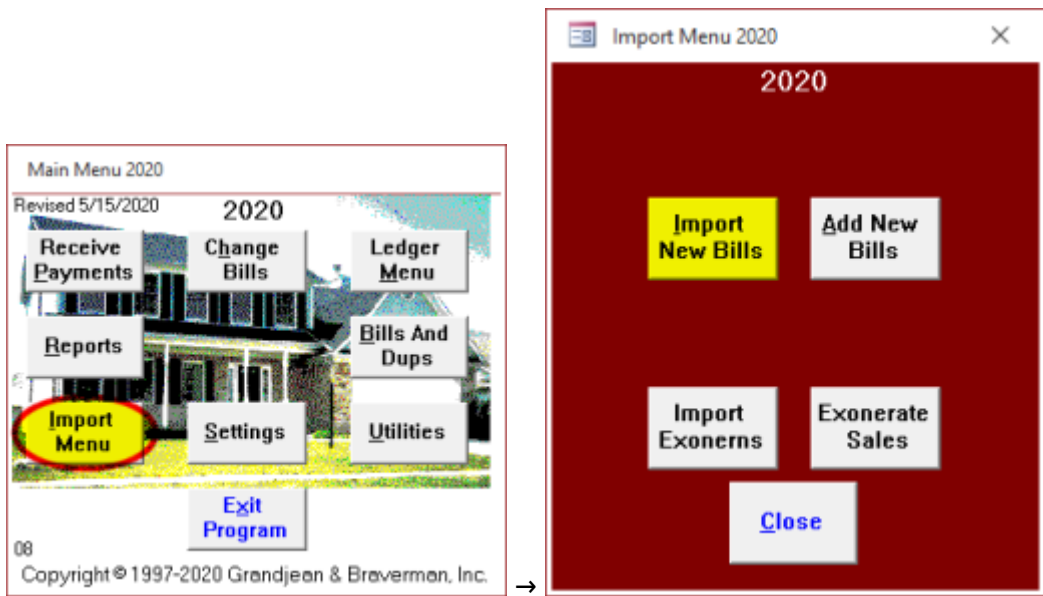 Main Menu 2020
Revised 5/15/2020
2020
Receive
Payments
Change
Bills
Ledger
Menu
Reports
Bills And
Dups
Import
Menu
Settings
Utilities
Exit
Program
08
Copyright © 1997-2020 Grandjean & Braverman, Inc.
→
Import Menu 2020
2020
Import
New Bills
Add New
Bills
Import
Exonerns
Exonerate
Sales
Close